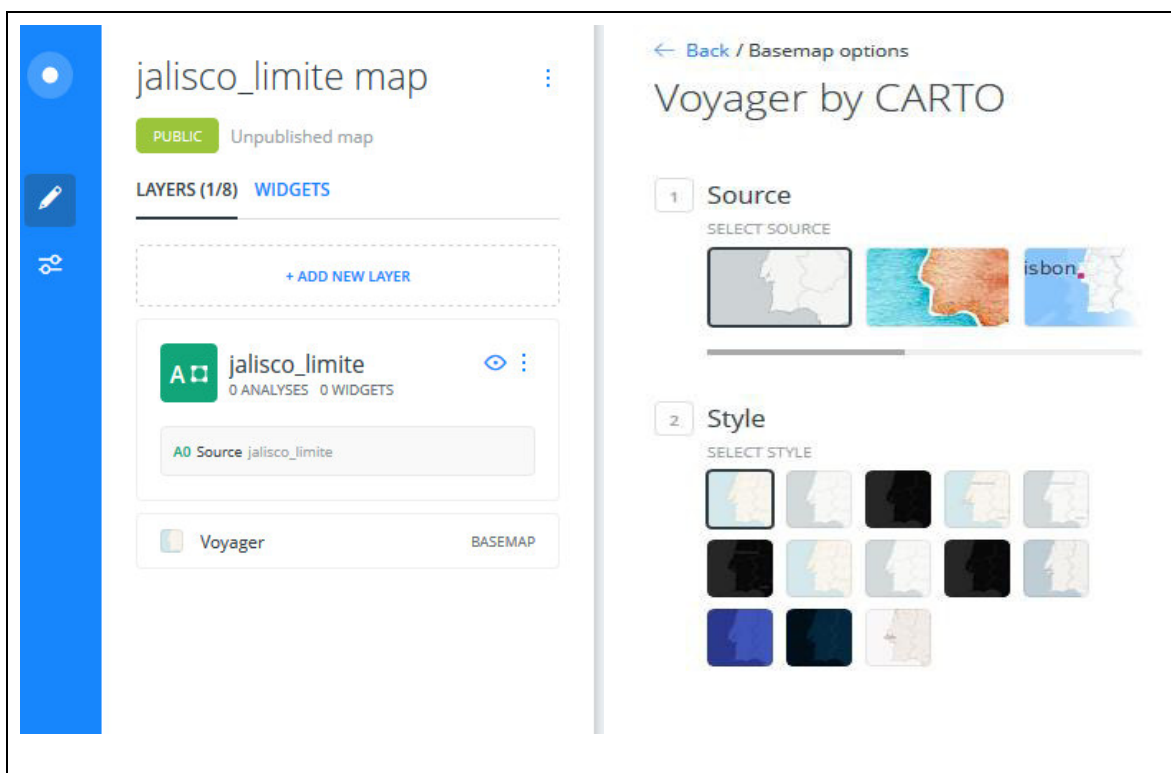 jalisco_limite map
PUBLIC Unpublished map
LAYERS (1/8) WIDGETS
+ ADD NEW LAYER
A
jalisco_limite
0 ANALYSES 0 WIDGETS
A0 Source jalisco_limite
Voyager BASEMAP
← Back / Basemap options
Voyager by CARTO
1 Source
SELECT SOURCE
isbon
2 Style
SELECT STYLE